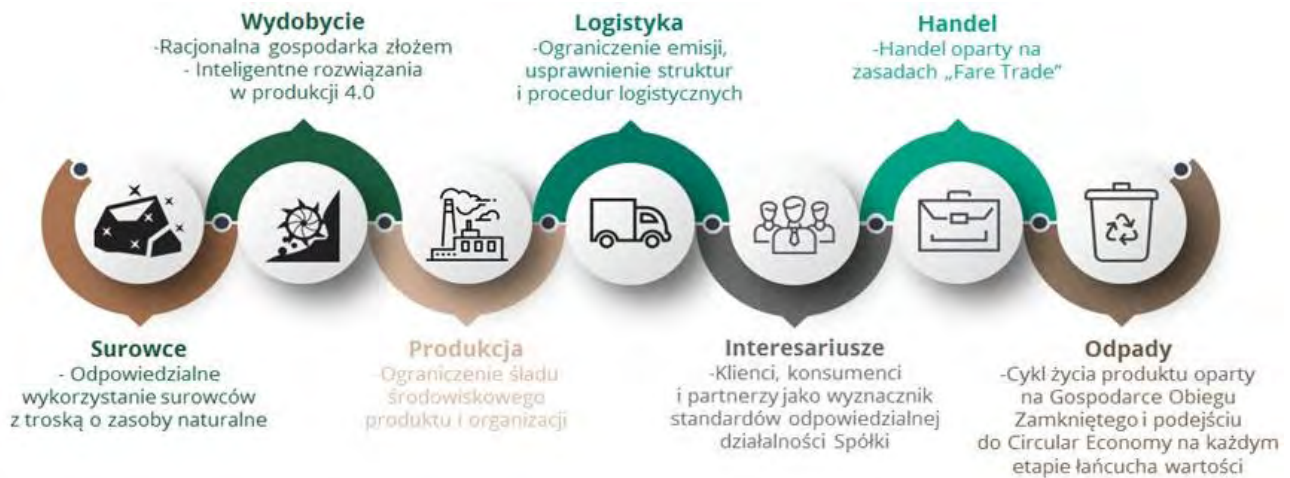 Wydobycie
-Racjonalna gospodarka złożem
- Inteligentne rozwiązania
w produkcji 4.0
Logistyka
-Ograniczenie emisji,
usprawnienie struktur
i procedur logistycznych
Handel
-Handel oparty na
zasadach „Fare Trade”
Surowce
- Odpowiedzialne
wykorzystanie surowców
z troską o zasoby naturalne
Produkcja
-Ograniczenie śladu
środowiskowego
produktu i organizacji
Interesariusze
-Klienci, konsumenci
i partnerzy jako wyznacznik
standardów odpowiedzialnej
działalności Spółki
Odpady
-Cykl życia produktu oparty
na Gospodarce Obiegu
Zamkniętego i podejściu
do Circular Economy na każdym
etapie łańcucha wartości